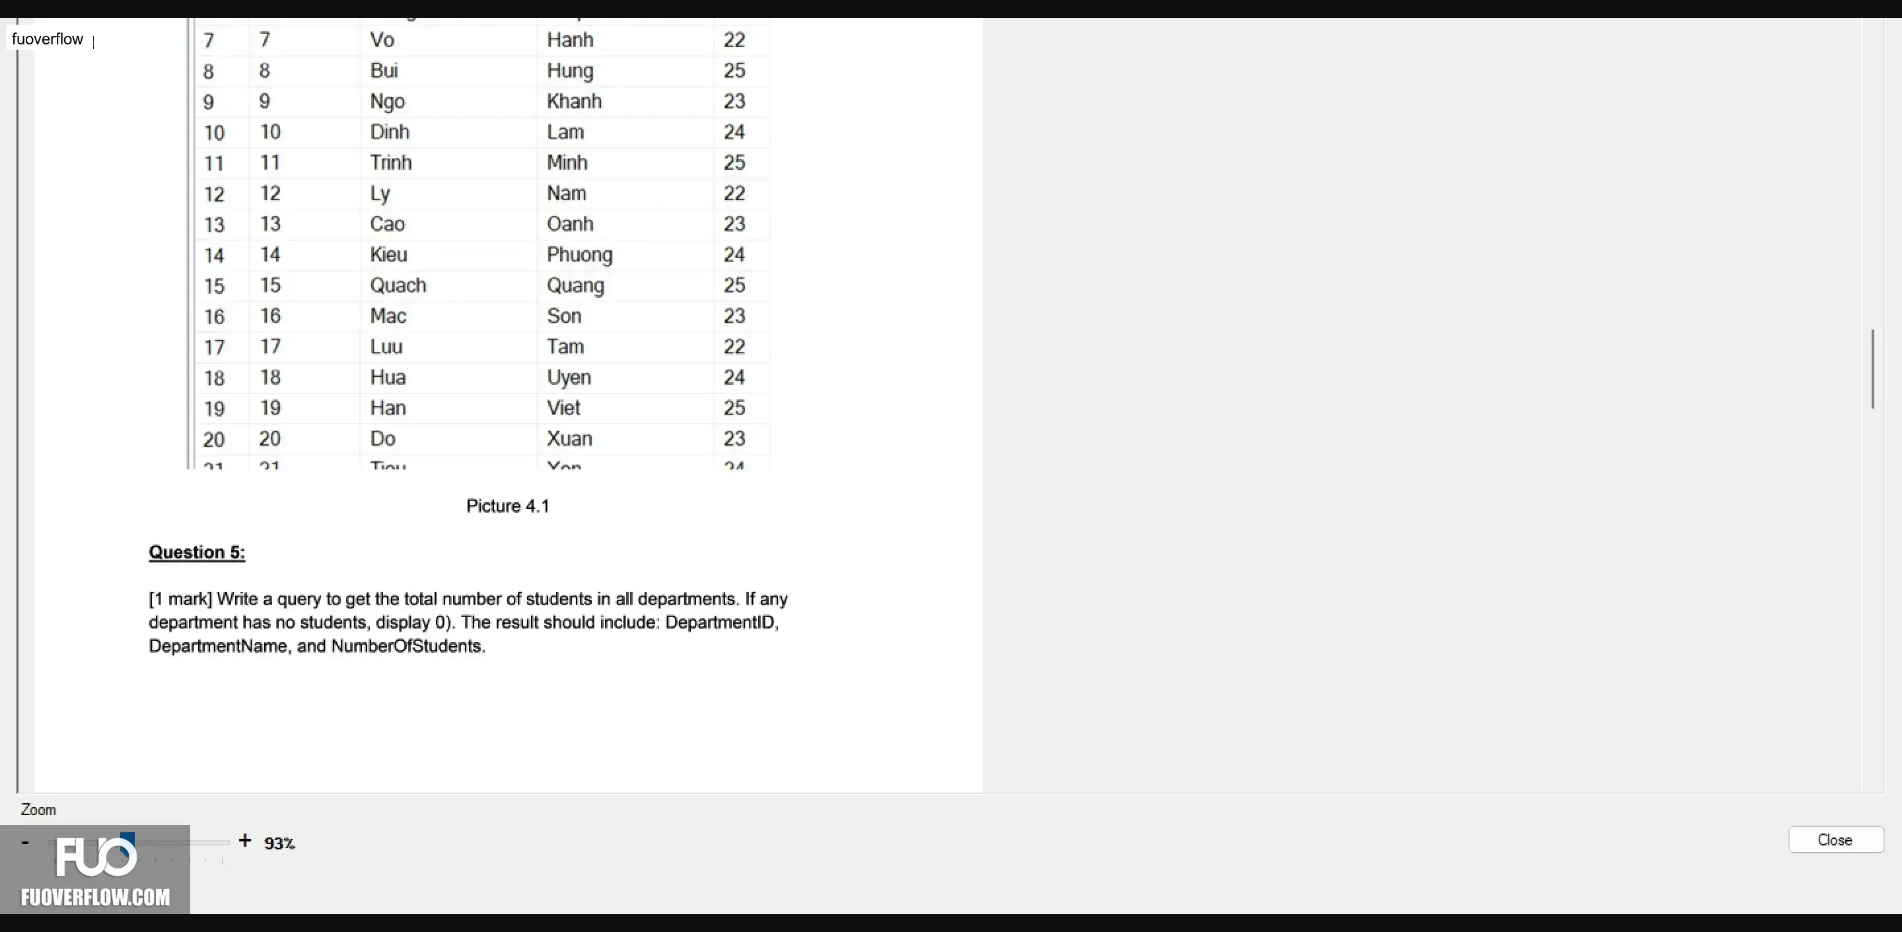 fuoverflow
7 7 Vo Hanh 22
8 8 Bui Hung 25
9 9 Ngo Khanh 23
10 10 Dinh Lam 24
11 11 Trinh Minh 25
12 12 Ly Nam 22
13 13 Cao Oanh 23
14 14 Kieu Phuong 24
15 15 Quach Quang 25
16 16 Mac Son 23
17 17 Luu Tam 22
18 18 Hua Uyen 24
19 19 Han Viet 25
20 20 Do Xuan 23
21 21
24
Picture 4.1
Question 5:
[1 mark] Write a query to get the total number of students in all departments. If any
department has no students, display 0). The result should include: DepartmentID,
DepartmentName, and NumberOfStudents.
Zoom
- + 93%
Close
FUO
FUOVERFLOW.COM